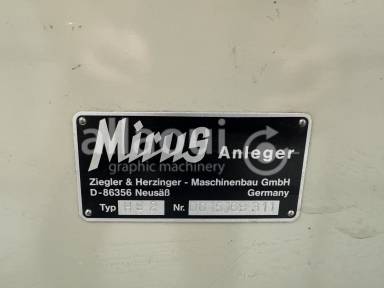 Mirus Anleger
graphic machinery
Ziegler & Herzinger - Maschinenbau GmbH
D-86356 Neusäß Germany
Typ Nr.